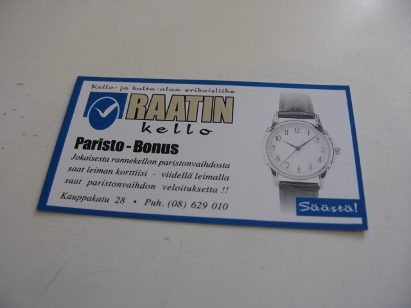 Kello- ja kulta-alan erikoisliike
RAATIN
kello
Paristo-Bonus
Jokaisesta rannekellon paristonvaihdosta
saat leiman korttiisi - viidellä leimalla
saat paristonvaihdon veloituksetta !!
Kauppakatu 28 • Puh. (08) 629 010
Säästä!